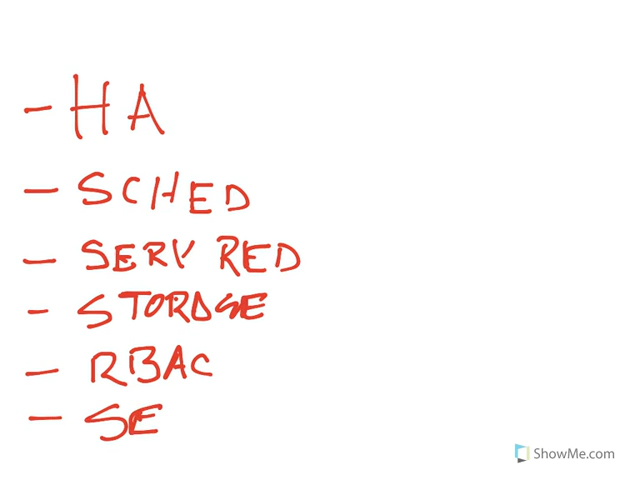 - HA
- SCHED
- SERV RED
- STORAGE
- RBAC
- SE
ShowMe.com